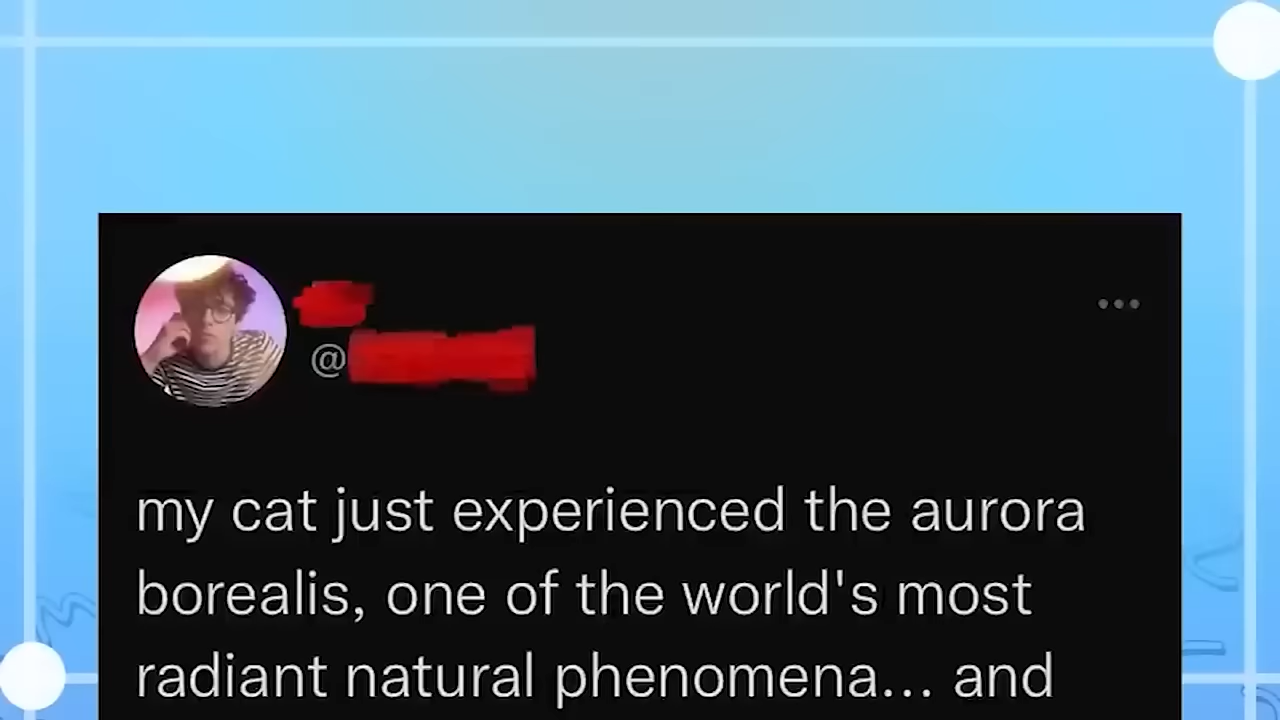 @
my cat just experienced the aurora
borealis, one of the world's most
radiant natural phenomena... and